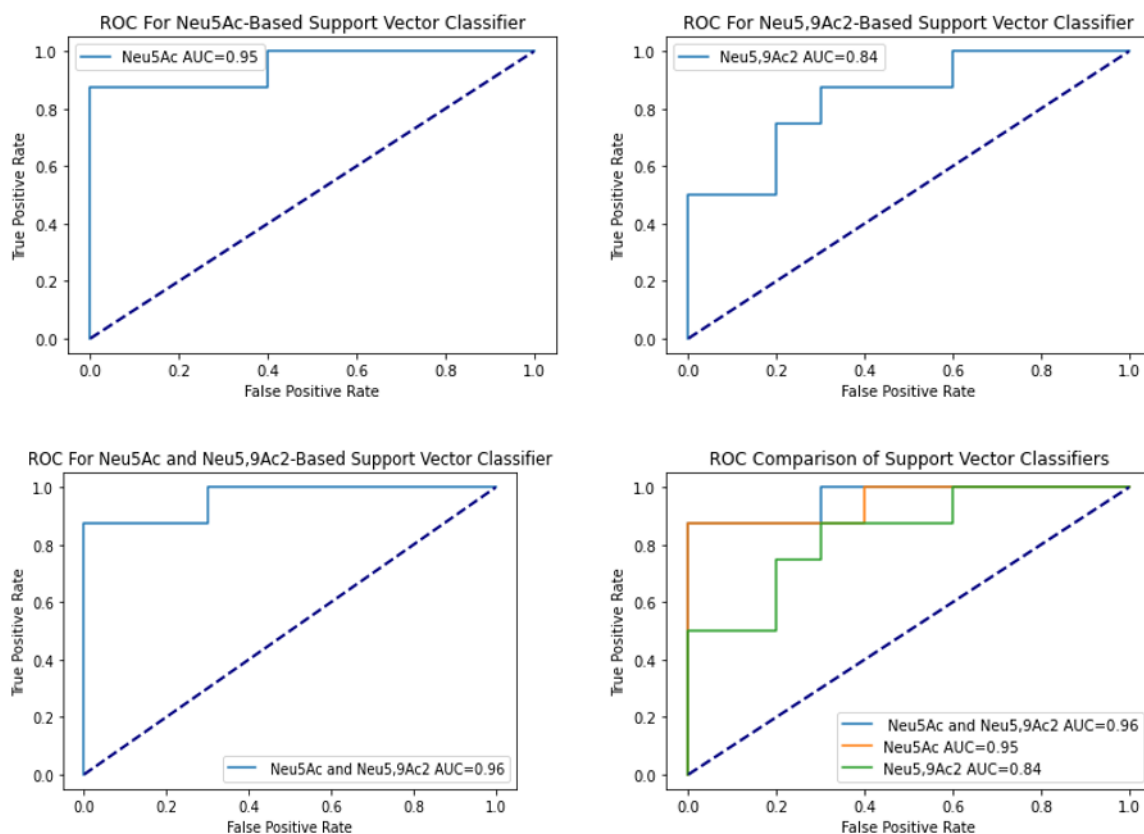 ROC For Neu5Ac-Based Support Vector Classifier
Neu5Ac AUC=0.95
True Positive Rate
1.0
0.8
0.6
0.4
0.2
0.0
0.0 0.2 0.4 0.6 0.8 1.0
False Positive Rate
ROC For Neu5,9Ac2-Based Support Vector Classifier
Neu5,9Ac2 AUC=0.84
True Positive Rate
1.0
0.8
0.6
0.4
0.2
0.0
0.0 0.2 0.4 0.6 0.8 1.0
False Positive Rate
ROC For Neu5Ac and Neu5,9Ac2-Based Support Vector Classifier
True Positive Rate
1.0
0.8
0.6
0.4
0.2
0.0
Neu5Ac and Neu5,9Ac2 AUC=0.96
0.0 0.2 0.4 0.6 0.8 1.0
False Positive Rate
ROC Comparison of Support Vector Classifiers
True Positive Rate
1.0
0.8
0.6
0.4
0.2
0.0
Neu5Ac and Neu5,9Ac2 AUC=0.96
Neu5Ac AUC=0.95
Neu5,9Ac2 AUC=0.84
0.0 0.2 0.4 0.6 0.8 1.0
False Positive Rate